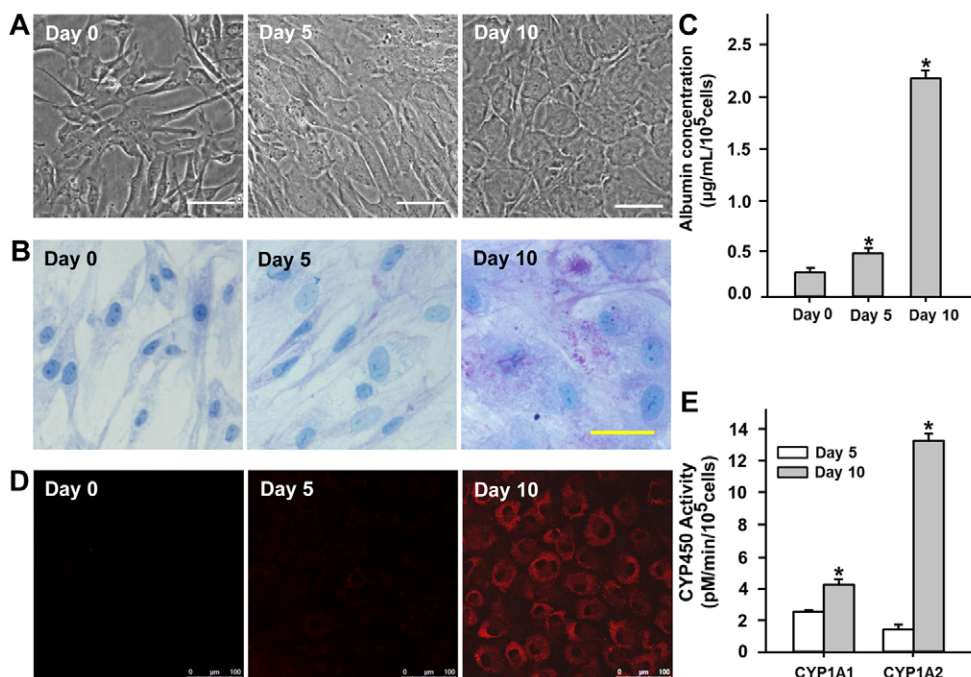 A
Day 0
Day 5
Day 10
B
Day 0
Day 5
Day 10
C
Albumin concentration
(µg/mL/10⁵cells)
2.5
2.0
1.5
1.0
0.5
0.0
*
*
Day 0
Day 5
Day 10
D
Day 0
Day 5
Day 10
0 µm 100
0 µm 100
0 µm 100
E
CYP450 Activity
(pM/min/10⁵cells)
14
12
10
8
6
4
2
0
Day 5
Day 10
*
*
CYP1A1
CYP1A2